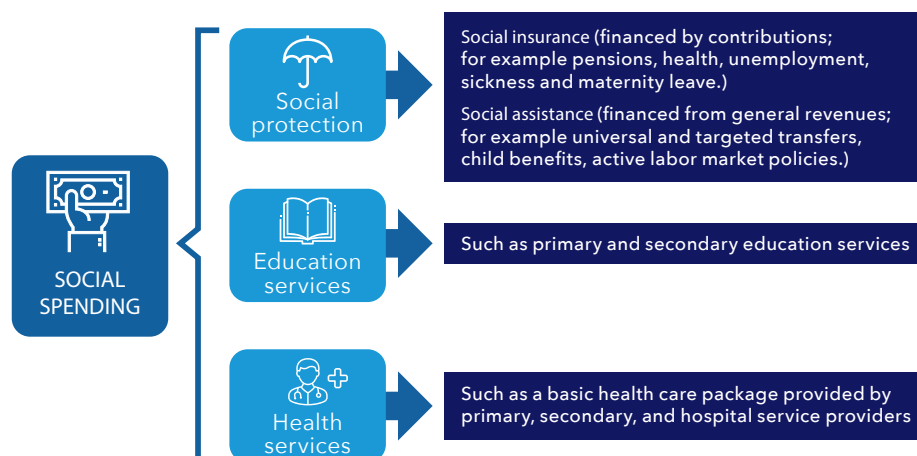 SOCIAL
SPENDING
Social
protection
Social insurance (financed by contributions;
for example pensions, health, unemployment,
sickness and maternity leave.)
Social assistance (financed from general revenues;
for example universal and targeted transfers,
child benefits, active labor market policies.)
Education
services
Such as primary and secondary education services
Health
services
Such as a basic health care package provided by
primary, secondary, and hospital service providers